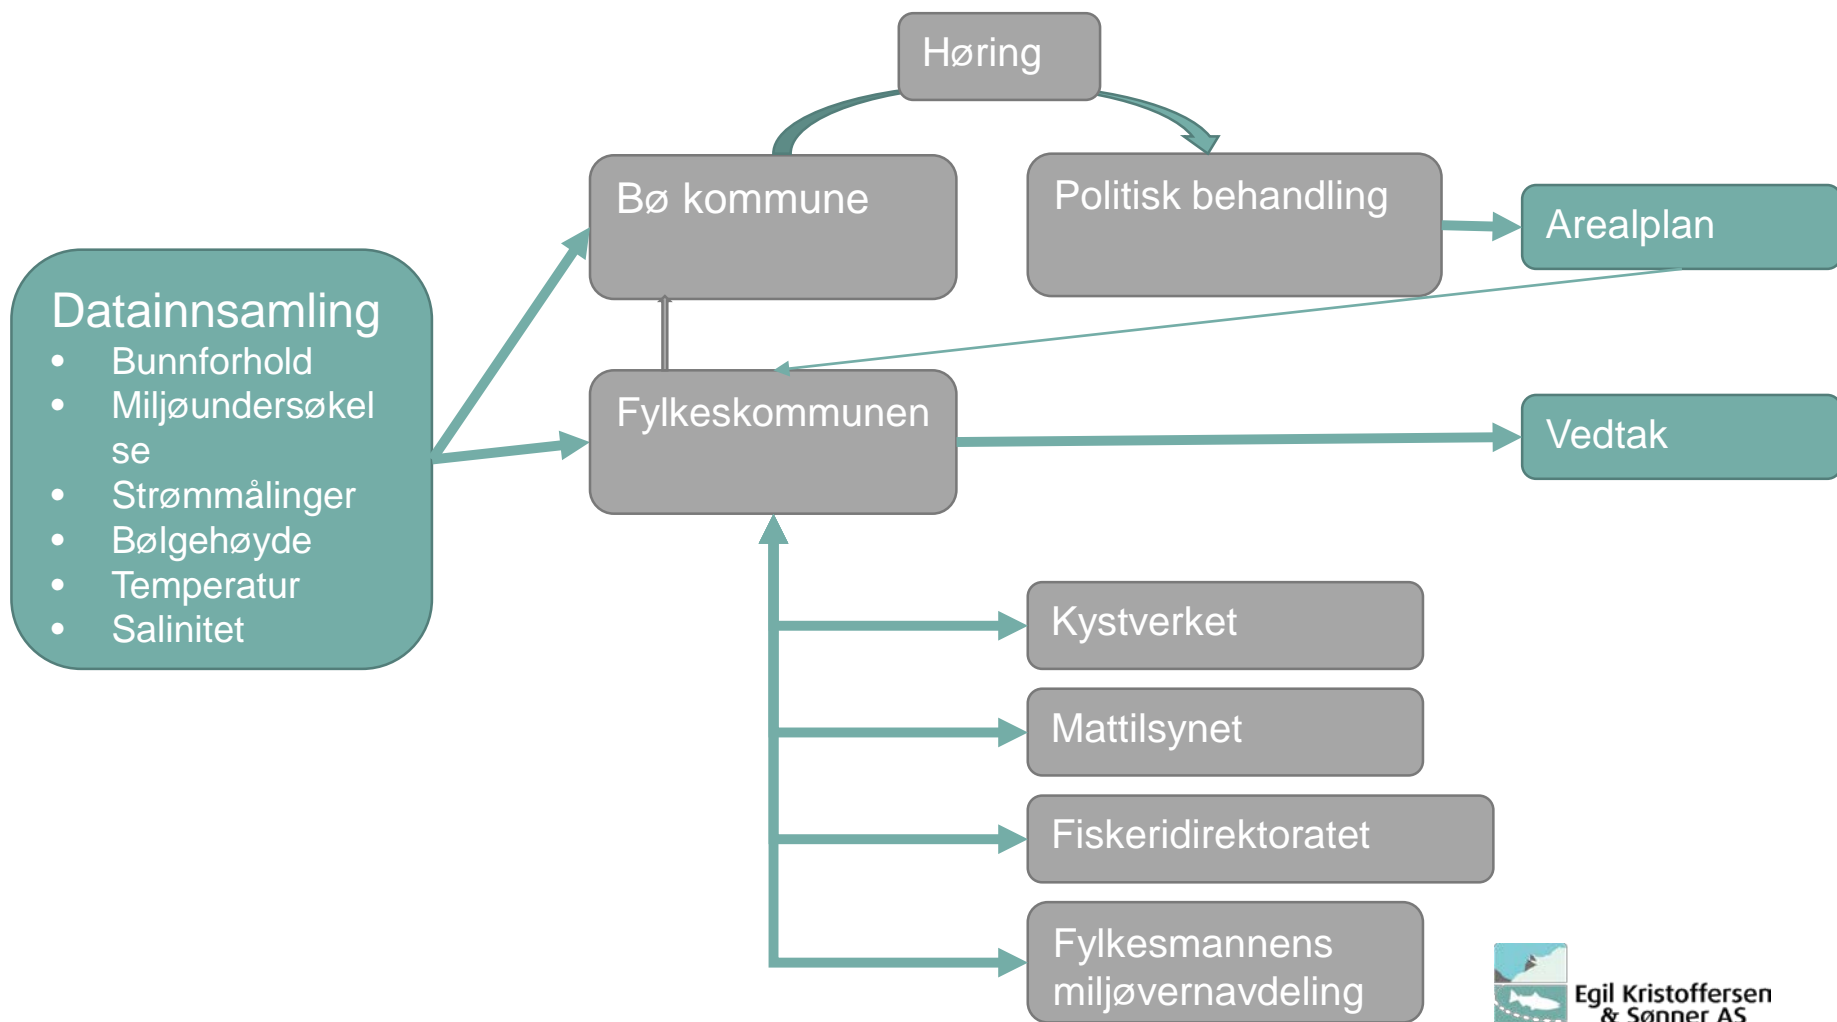 Høring
Bø kommune
Politisk behandling
Arealplan
Datainnsamling
• Bunnforhold
• Miljøundersøkel
se
• Strømmålinger
• Bølgehøyde
• Temperatur
• Salinitet
Fylkeskommunen
Vedtak
Kystverket
Mattilsynet
Fiskeridirektoratet
Fylkesmannens
miljøvernavdeling
Egil Kristoffersen
& Sønner AS